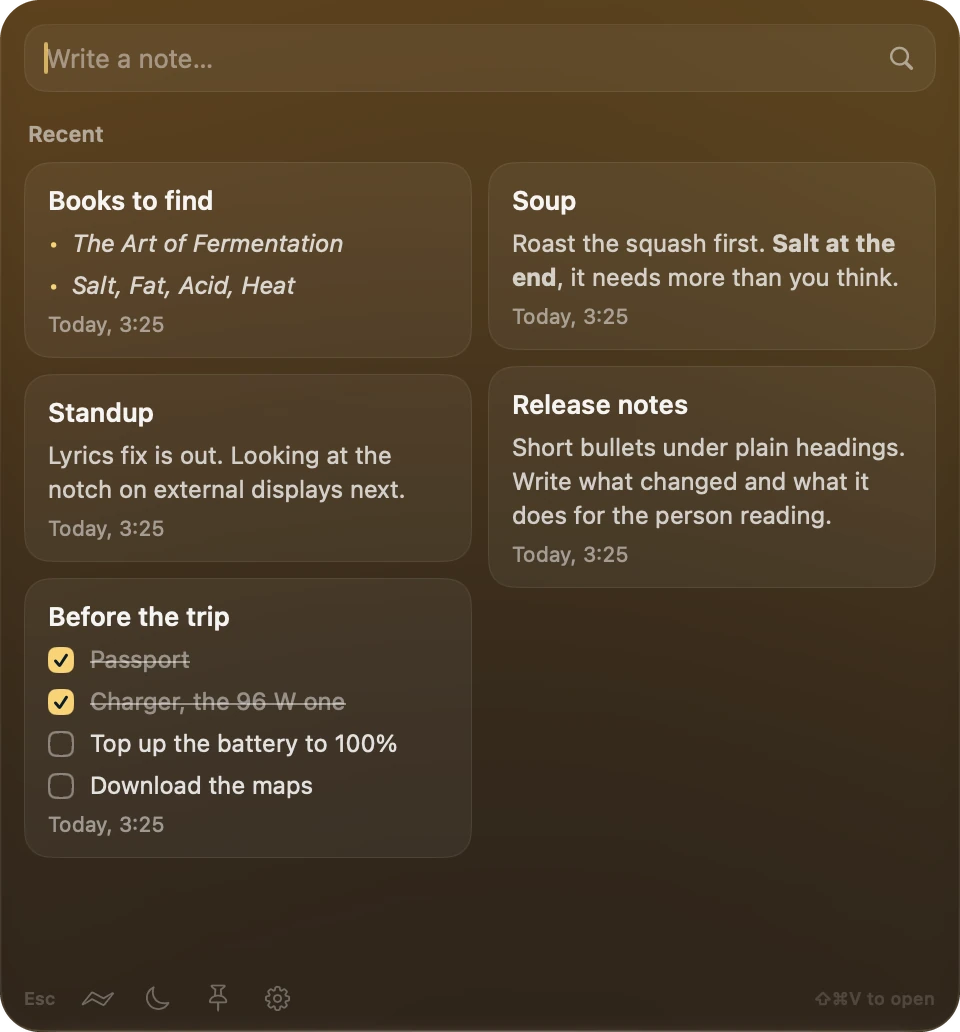 Write a note...
Recent
Books to find
• The Art of Fermentation
• Salt, Fat, Acid, Heat
Today, 3:25
Soup
Roast the squash first. Salt at the
end, it needs more than you think.
Today, 3:25
Standup
Lyrics fix is out. Looking at the
notch on external displays next.
Today, 3:25
Release notes
Short bullets under plain headings.
Write what changed and what it
does for the person reading.
Today, 3:25
Before the trip
Passport
Charger, the 96 W one
Top up the battery to 100%
Download the maps
Today, 3:25
Esc
⇧⌘V to open